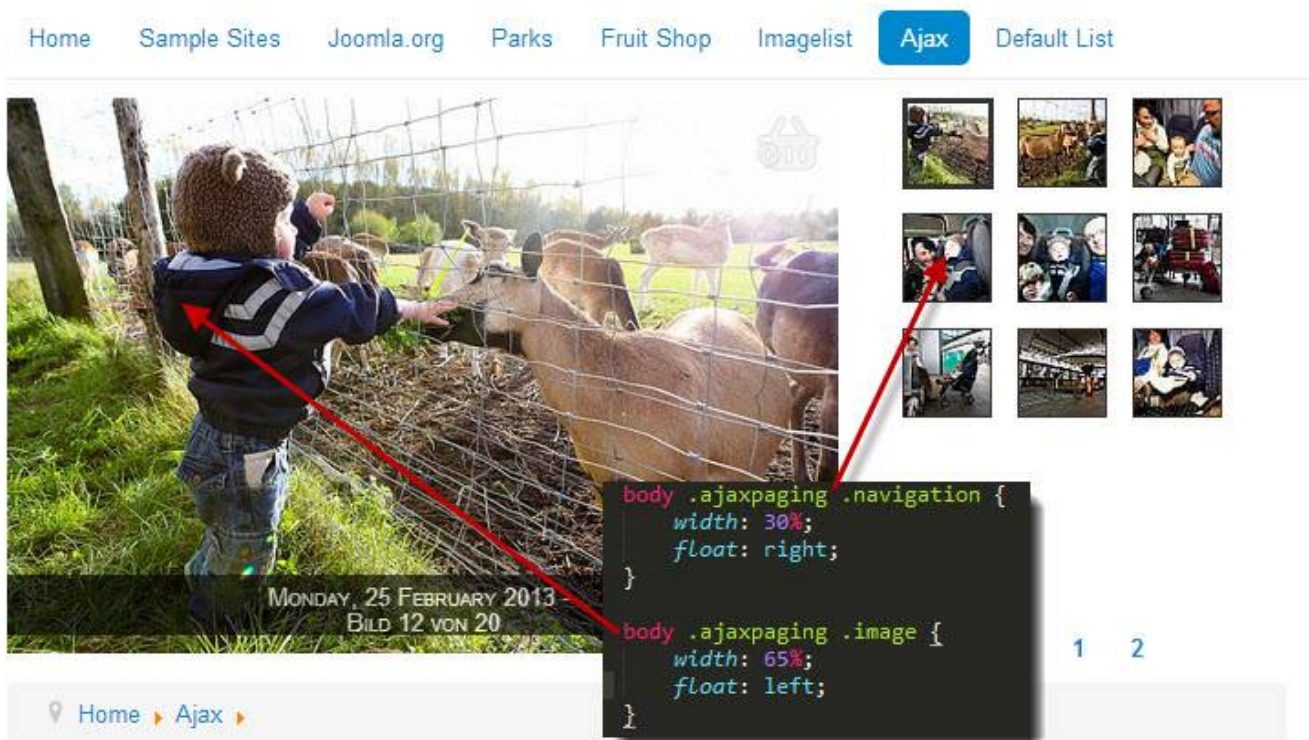 Home Sample Sites Joomla.org Parks Fruit Shop Imagelist Ajax Default List
MONDAY, 25 FEBRUARY 2013 -
BILD 12 VON 20
body .ajaxpaging .navigation {
width: 30%;
float: right;
}
body .ajaxpaging .image {
width: 65%;
float: left;
}
1 2
Home Ajax